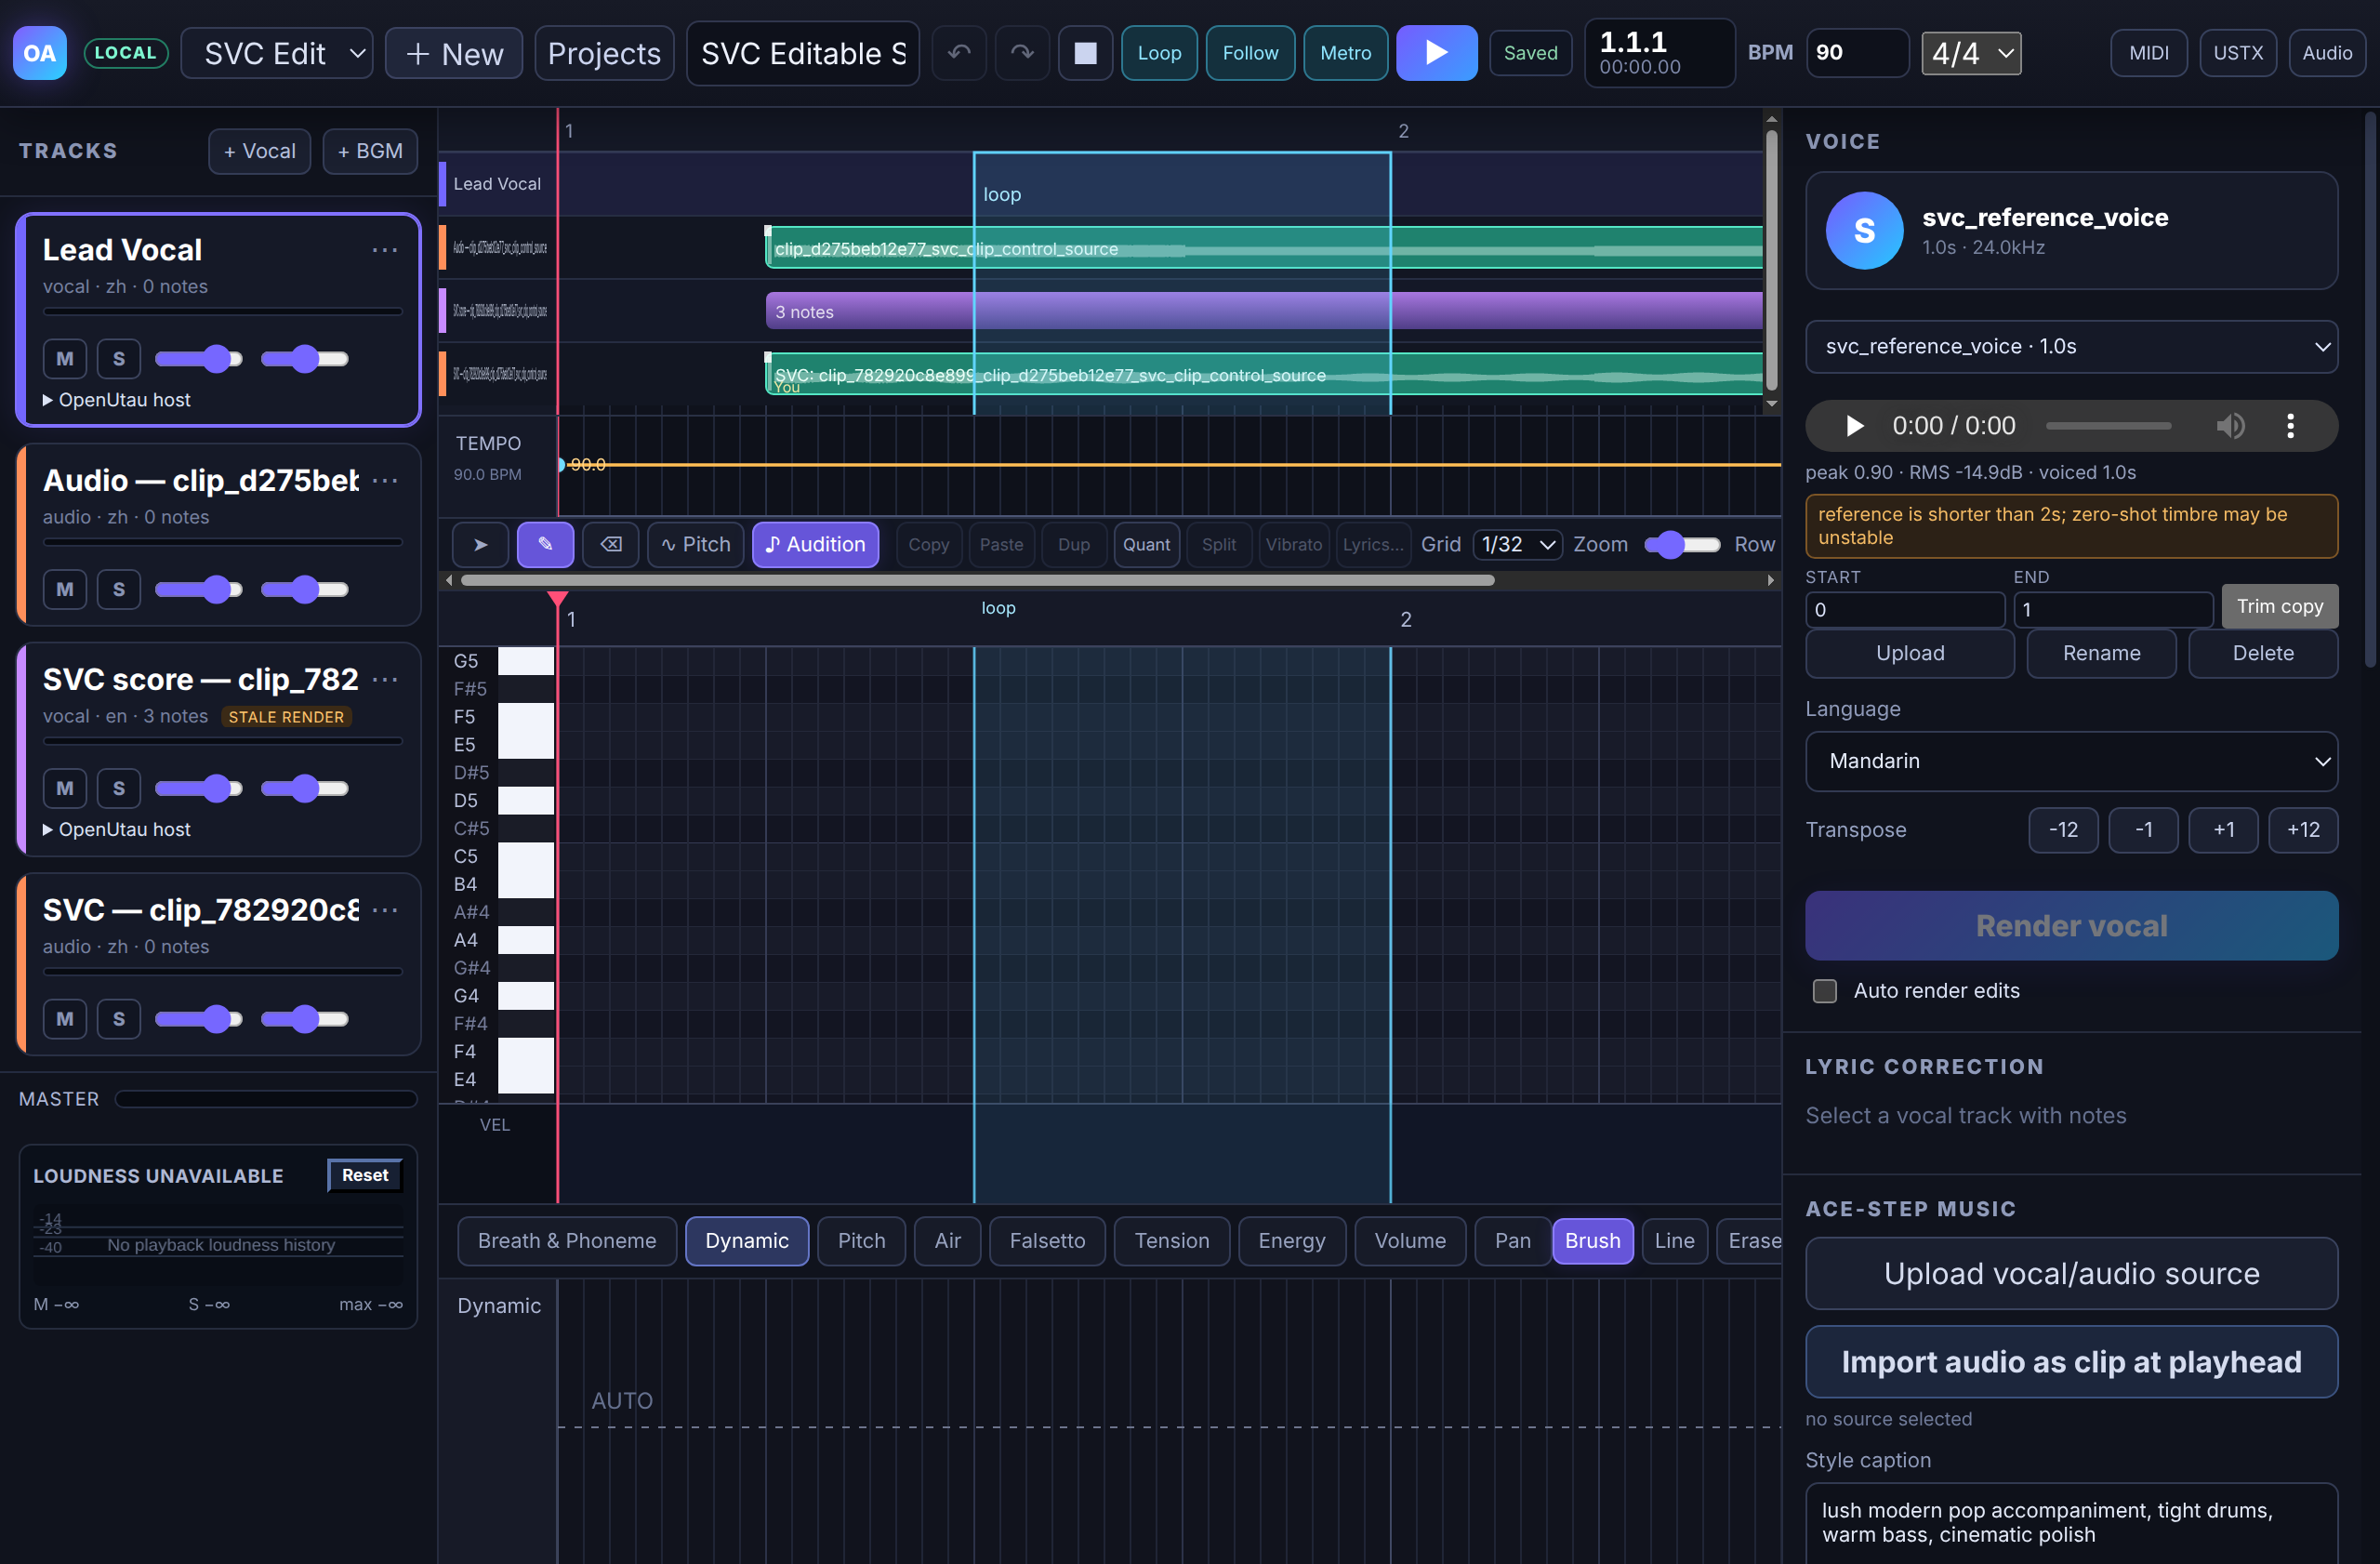 OA LOCAL SVC Edit + New Projects SVC Editable S Loop Follow Metro Saved 1.1.1 BPM 90 4/4 MIDI USTX Audio
00:00.00
TRACKS + Vocal + BGM
Lead Vocal ...
vocal · zh · 0 notes
M S
OpenUtau host
Audio — clip_d275beb ...
audio · zh · 0 notes
M S
SVC score — clip_782 ...
vocal · en · 3 notes STALE RENDER
M S
OpenUtau host
SVC — clip_782920c8 ...
audio · zh · 0 notes
M S
MASTER
LOUDNESS UNAVAILABLE Reset
-14
-23
-40 No playback loudness history
M -∞ S -∞ max -∞
1 2
Lead Vocal
loop
clip_d275beb12e77_svc_clip_control_source
3 notes
SVC: clip_782920c8e899_clip_d275beb12e77_svc_clip_control_source
You
TEMPO
90.0 BPM
90.0
Pitch Audition Copy Paste Dup Quant Split Vibrato Lyrics... Grid 1/32 Zoom Row
1 loop 2
G5
F#5
F5
E5
D#5
D5
C#5
C5
B4
A#4
A4
G#4
G4
F#4
F4
E4
D#4
VEL
Breath & Phoneme Dynamic Pitch Air Falsetto Tension Energy Volume Pan Brush Line Erase
Dynamic
AUTO
VOICE
S svc_reference_voice
1.0s · 24.0kHz
svc_reference_voice · 1.0s
0:00 / 0:00
peak 0.90 · RMS -14.9dB · voiced 1.0s
reference is shorter than 2s; zero-shot timbre may be
unstable
START END
0 1 Trim copy
Upload Rename Delete
Language
Mandarin
Transpose -12 -1 +1 +12
Render vocal
Auto render edits
LYRIC CORRECTION
Select a vocal track with notes
ACE-STEP MUSIC
Upload vocal/audio source
Import audio as clip at playhead
no source selected
Style caption
lush modern pop accompaniment, tight drums,
warm bass, cinematic polish